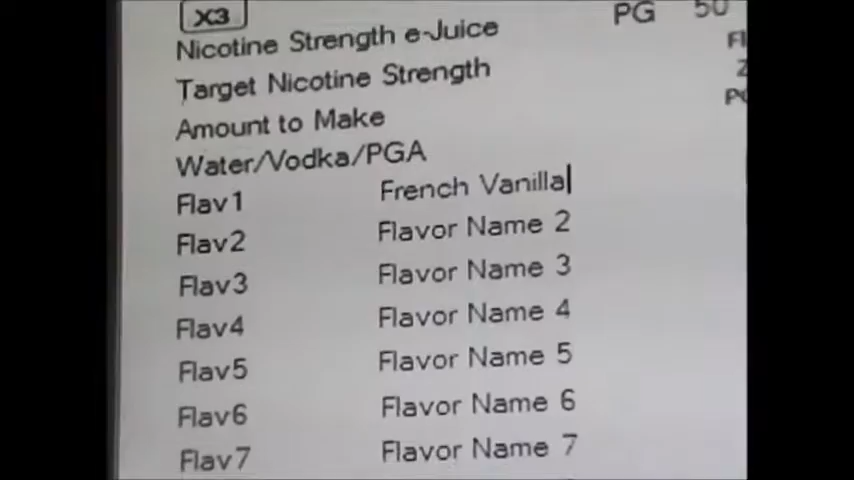 X3
Nicotine Strength e-Juice PG 50
Target Nicotine Strength
Amount to Make
Water/Vodka/PGA
Flav1 French Vanilla
Flav2 Flavor Name 2
Flav3 Flavor Name 3
Flav4 Flavor Name 4
Flav5 Flavor Name 5
Flav6 Flavor Name 6
Flav7 Flavor Name 7